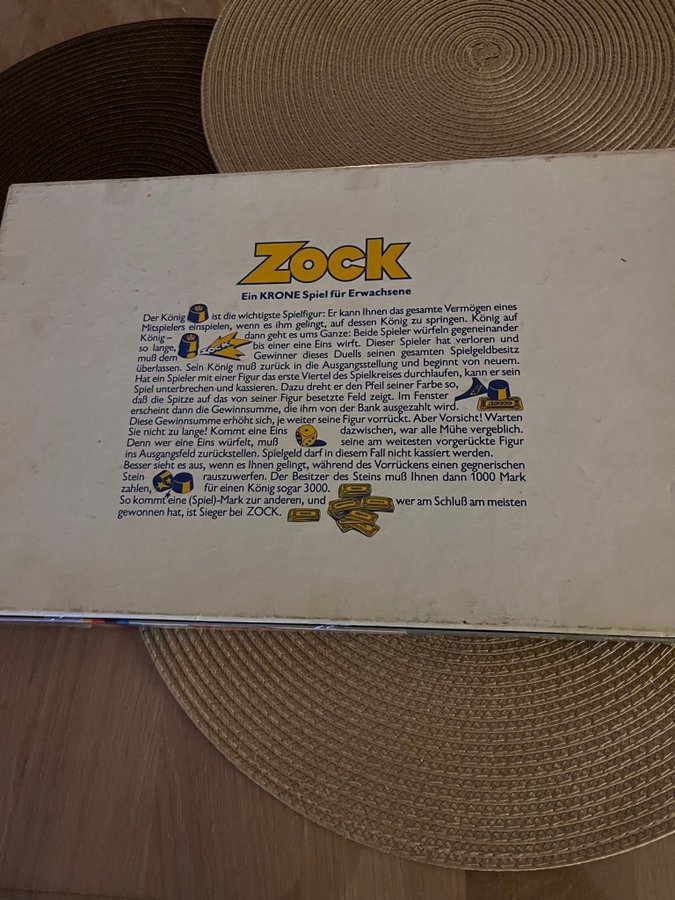 Zock
Ein KRONE Spiel für Erwachsene
Der König ist die wichtigste Spielfigur: Er kann Ihnen das gesamte Vermögen eines
Mitspielers einspielen, wenn es ihm gelingt, auf dessen König zu springen. König auf
König – dann geht es ums Ganze: Beide Spieler würfeln gegeneinander
so lange, ZOCK bis einer eine Eins wirft. Dieser Spieler hat verloren und
muß dem Gewinner dieses Duells seinen gesamten Spielgeldbesitz
überlassen. Sein König muß zurück in die Ausgangsstellung und beginnt von neuem.
Hat ein Spieler mit einer Figur das erste Viertel des Spielkreises durchlaufen, kann er sein
Spiel unterbrechen und kassieren. Dazu dreht er den Pfeil seiner Farbe so,
daß die Spitze auf das von seiner Figur besetzte Feld zeigt. Im Fenster
erscheint dann die Gewinnsumme, die ihm von der Bank ausgezahlt wird.
Diese Gewinnsumme erhöht sich, je weiter seine Figur vorrückt. Aber Vorsicht! Warten
Sie nicht zu lange! Kommt eine Eins dazwischen, war alle Mühe vergeblich.
Denn wer eine Eins würfelt, muß seine am weitesten vorgerückte Figur
ins Ausgangsfeld zurückstellen. Spielgeld darf in diesem Fall nicht kassiert werden.
Besser sieht es aus, wenn es Ihnen gelingt, während des Vorrückens einen gegnerischen
Stein rauszuwerfen. Der Besitzer des Steins muß Ihnen dann 1000 Mark
zahlen, für einen König sogar 3000.
So kommt eine (Spiel)-Mark zur anderen, und wer am Schluß am meisten
gewonnen hat, ist Sieger bei ZOCK.